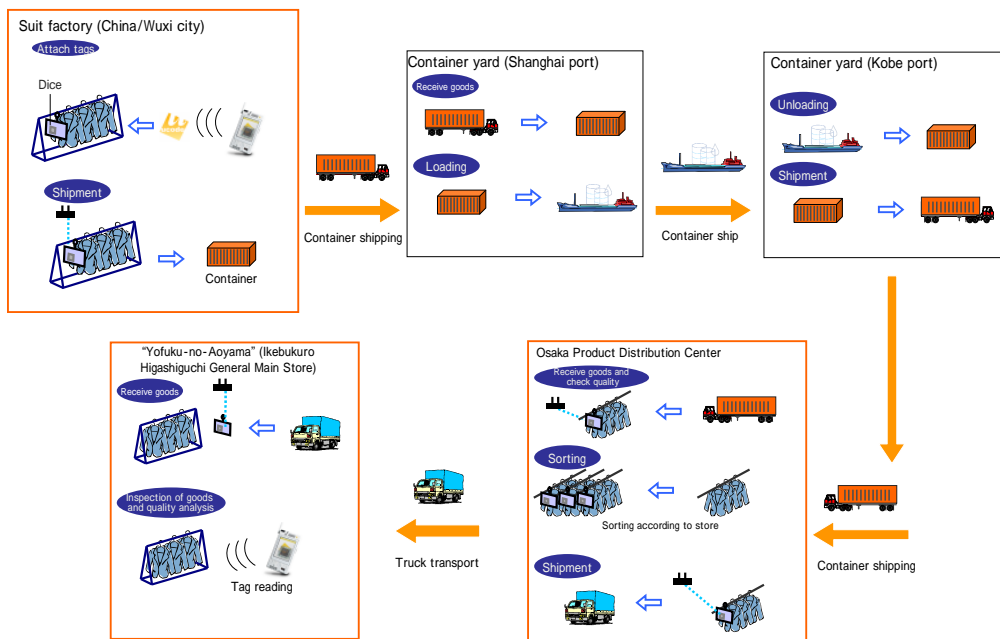 Suit factory (China/Wuxi city)
Attach tags
Dice
Shipment
Container
Container shipping
Container yard (Shanghai port)
Receive goods
Loading
Container ship
Container yard (Kobe port)
Unloading
Shipment
Container shipping
Osaka Product Distribution Center
Receive goods and
check quality
Sorting
Sorting according to store
Shipment
Truck transport
“Yofuku-no-Aoyama” (Ikebukuro
Higashiguchi General Main Store)
Receive goods
Inspection of goods
and quality analysis
Tag reading